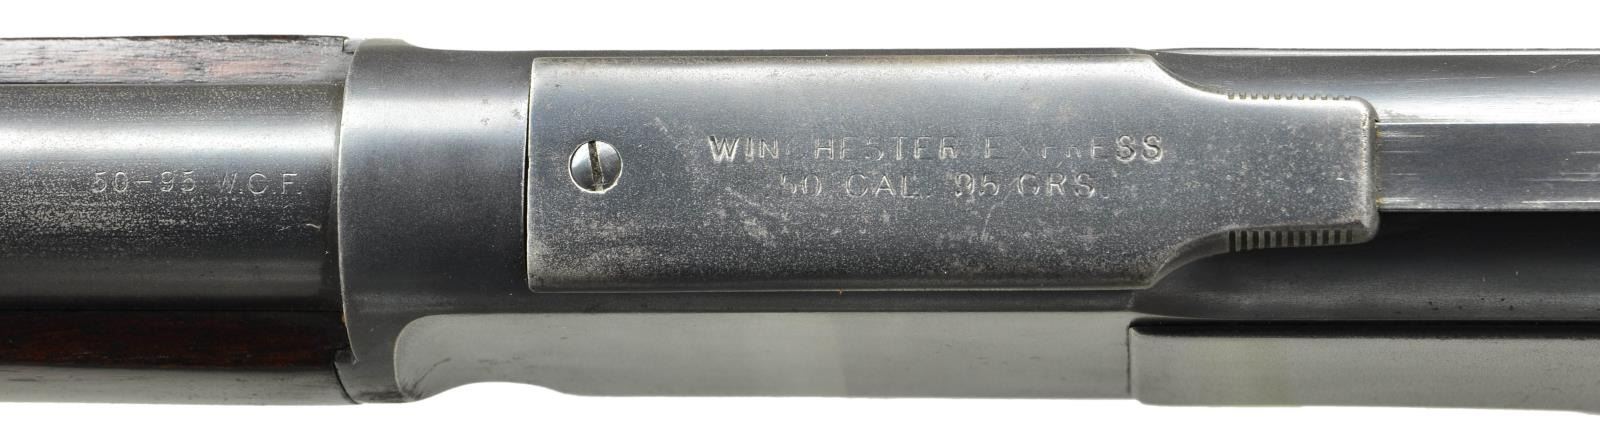 50-95 W.C.F.
WINCHESTER EXPRESS
50 CAL. 95 GRS.